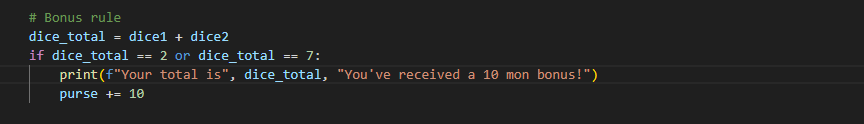 # Bonus rule
dice_total = dice1 + dice2
if dice_total == 2 or dice_total == 7:
    print(f"Your total is", dice_total, "You've received a 10 mon bonus!")
    purse += 10